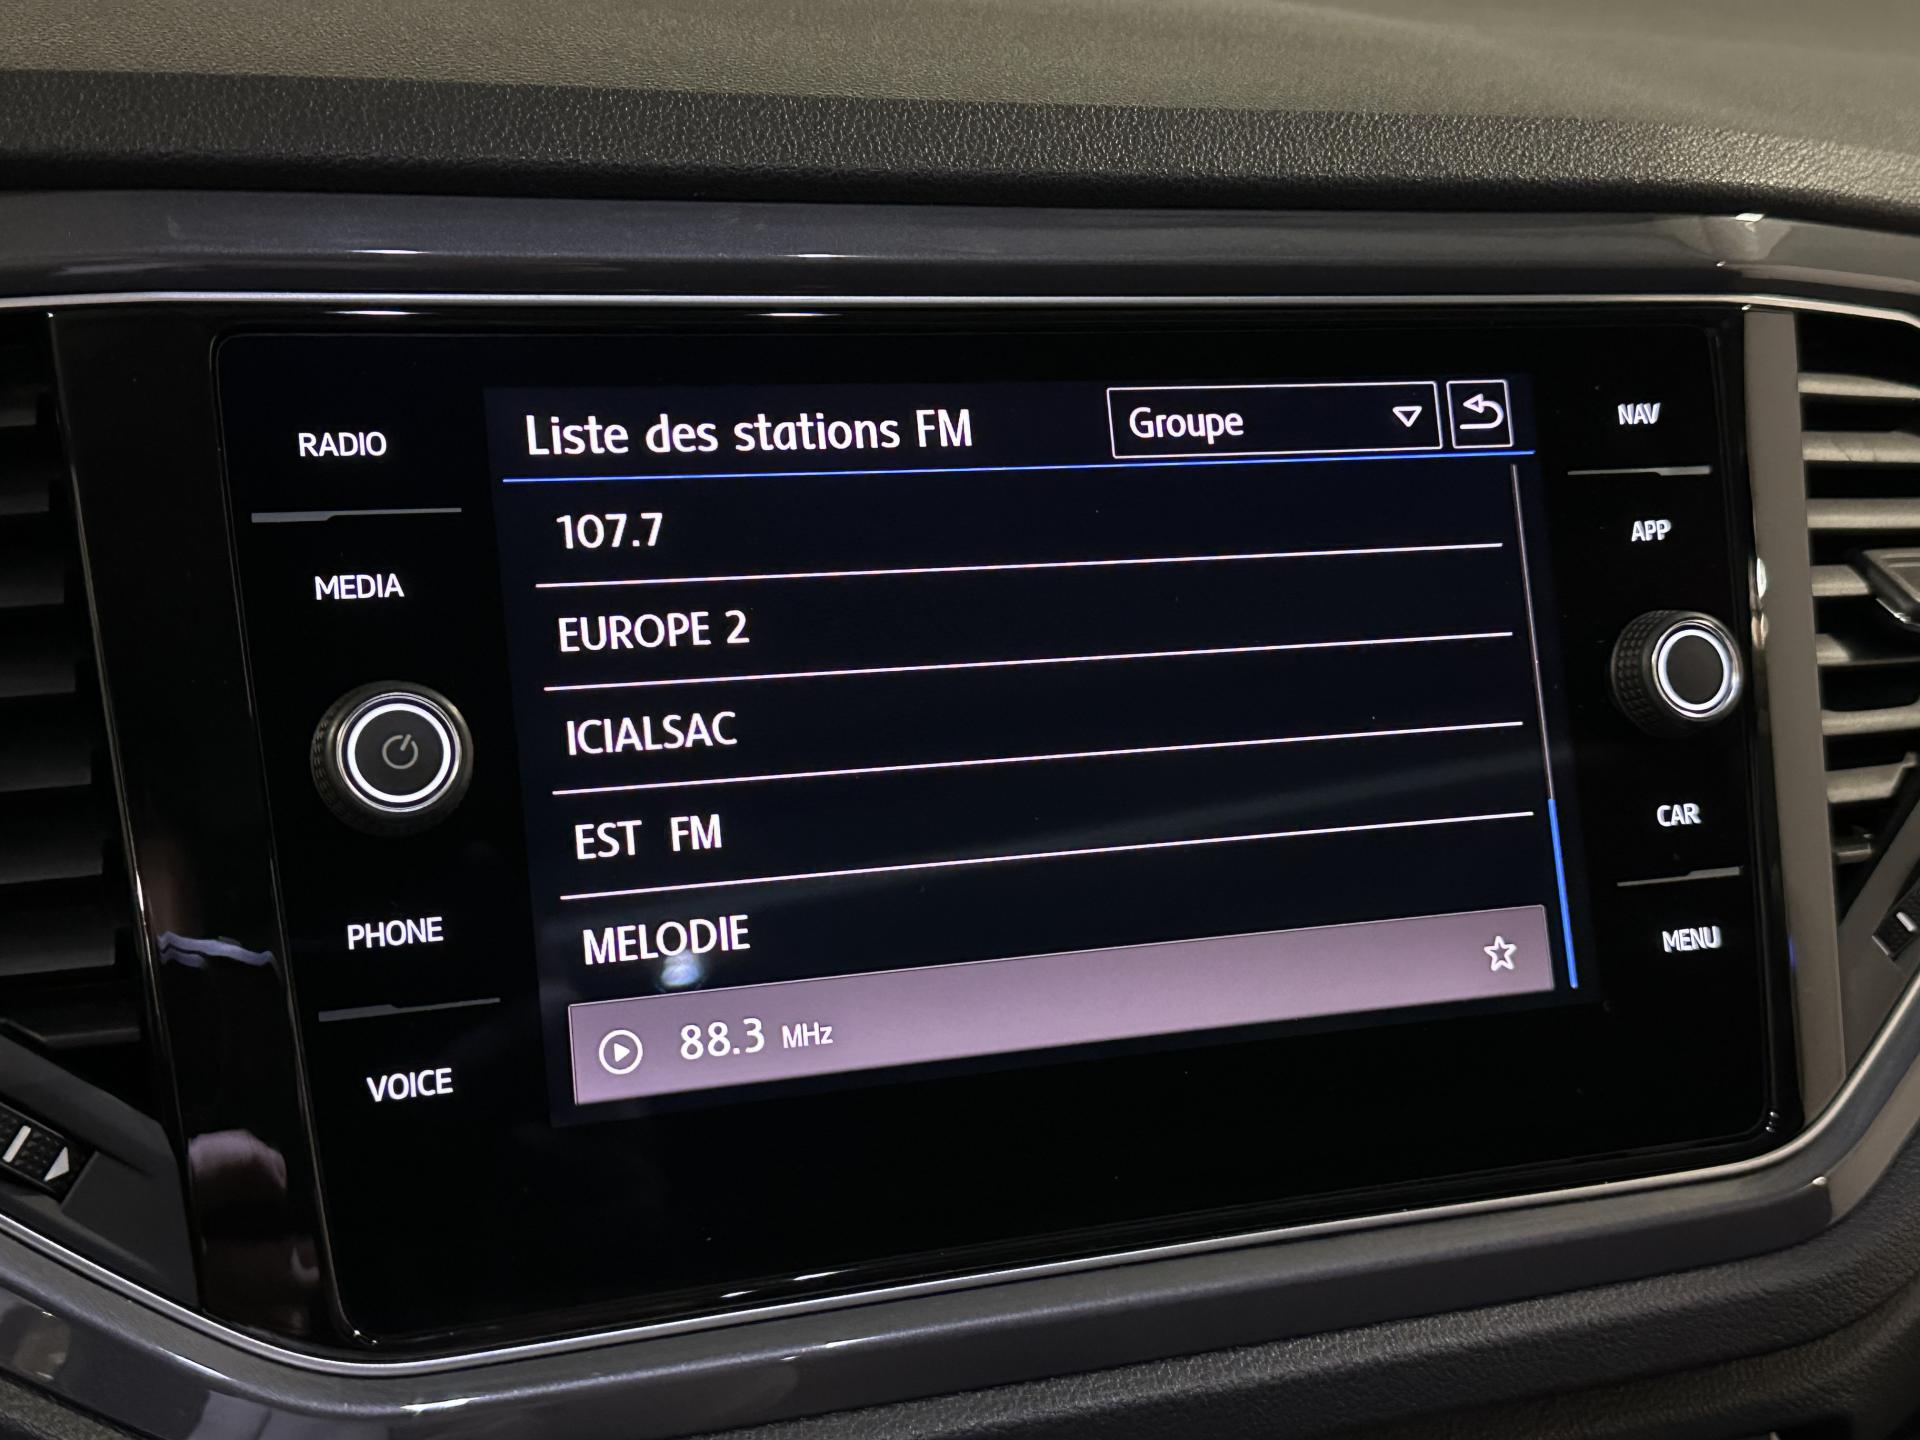 RADIO
MEDIA
PHONE
VOICE
Liste des stations FM
Groupe
107.7
EUROPE 2
ICIALSAC
EST FM
MELODIE
88.3 MHz
NAV
APP
CAR
MENU